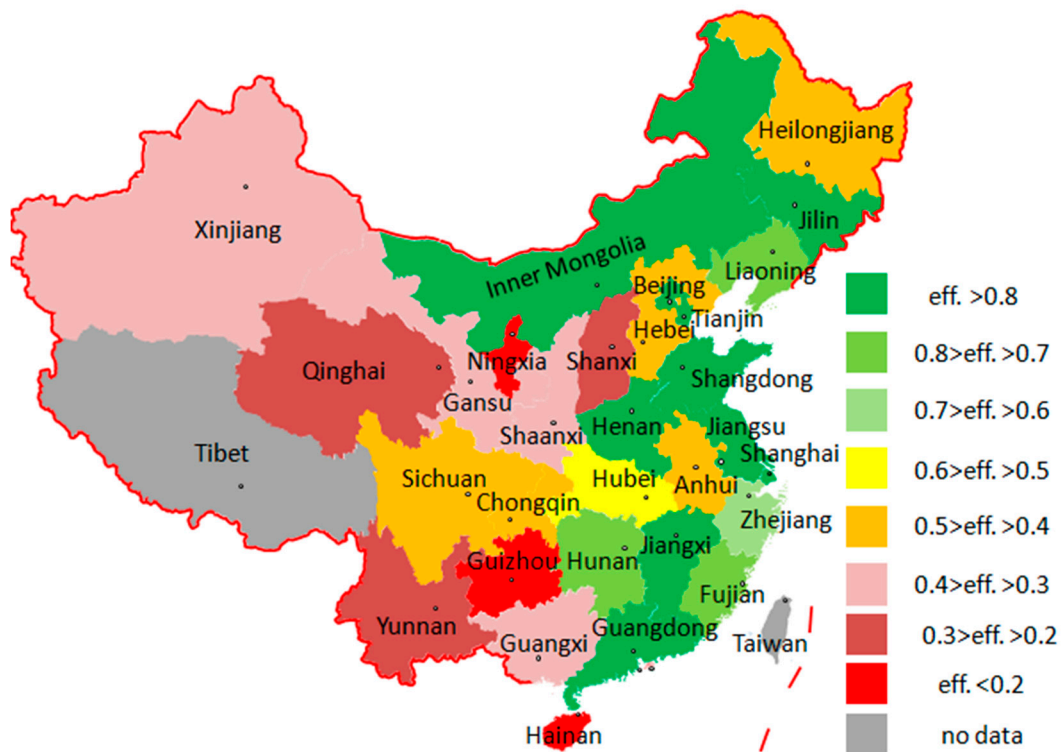 Heilongjiang
Jilin
Xinjiang
Inner Mongolia
Liaoning
Beijing
Tianjin
Hebei
Ningxia
Shanxi
Qinghai
Gansu
Shangdong
Shaanxi
Henan
Jiangsu
Tibet
Shanghai
Sichuan
Hubei
Anhui
Chongqin
Zhejiang
Guizhou
Hunan
Jiangxi
Fujian
Yunnan
Guangxi
Guangdong
Taiwan
Hainan
eff. >0.8
0.8>eff. >0.7
0.7>eff. >0.6
0.6>eff. >0.5
0.5>eff. >0.4
0.4>eff. >0.3
0.3>eff. >0.2
eff. <0.2
no data